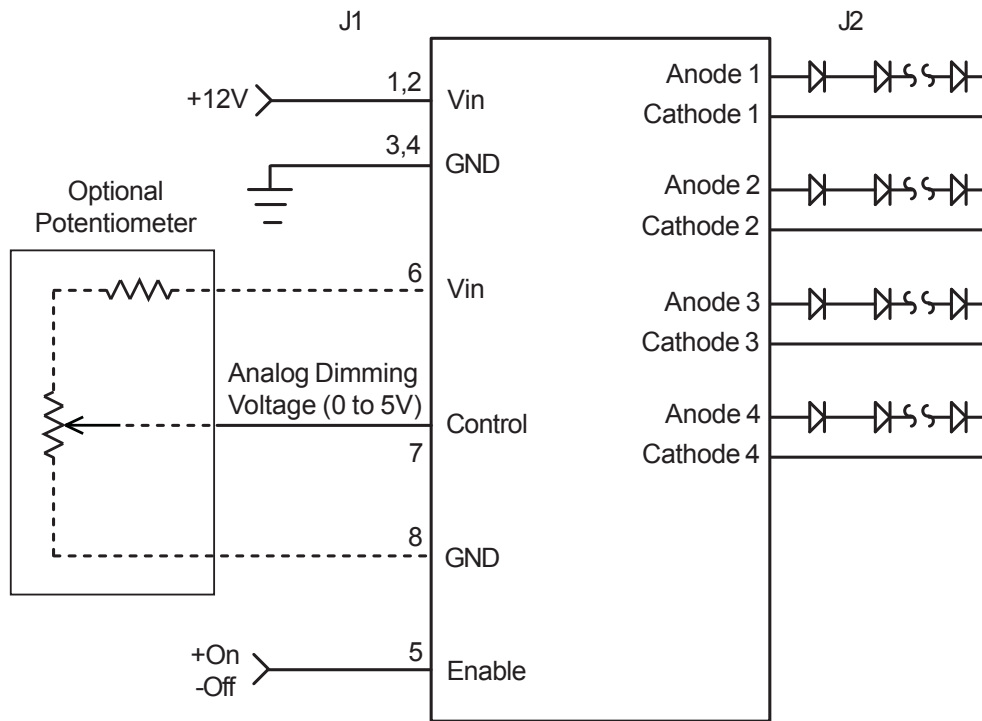 J1
J2
+12V
1,2
Vin
3,4
GND
Optional
Potentiometer
6
Vin
Analog Dimming
Voltage (0 to 5V)
Control
7
8
GND
+On
-Off
5
Enable
Anode 1
Cathode 1
Anode 2
Cathode 2
Anode 3
Cathode 3
Anode 4
Cathode 4